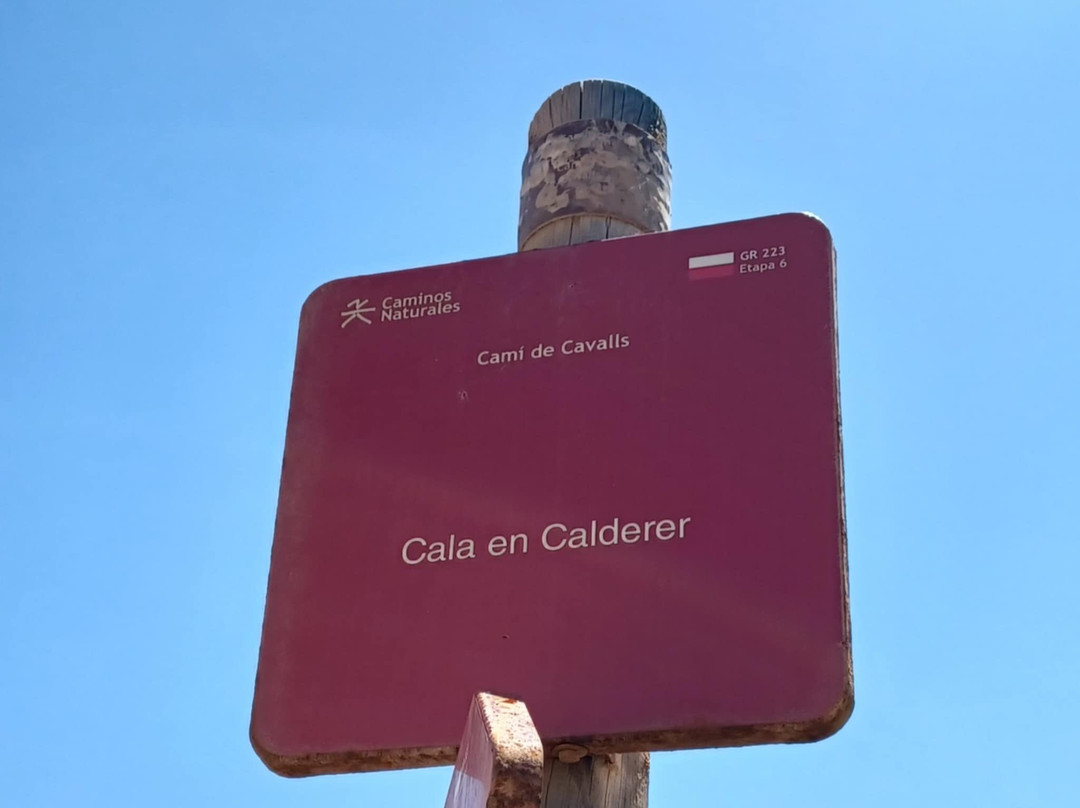 Caminos
Naturales
GR 223
Etapa 6
Camí de Cavalls
Cala en Calderer